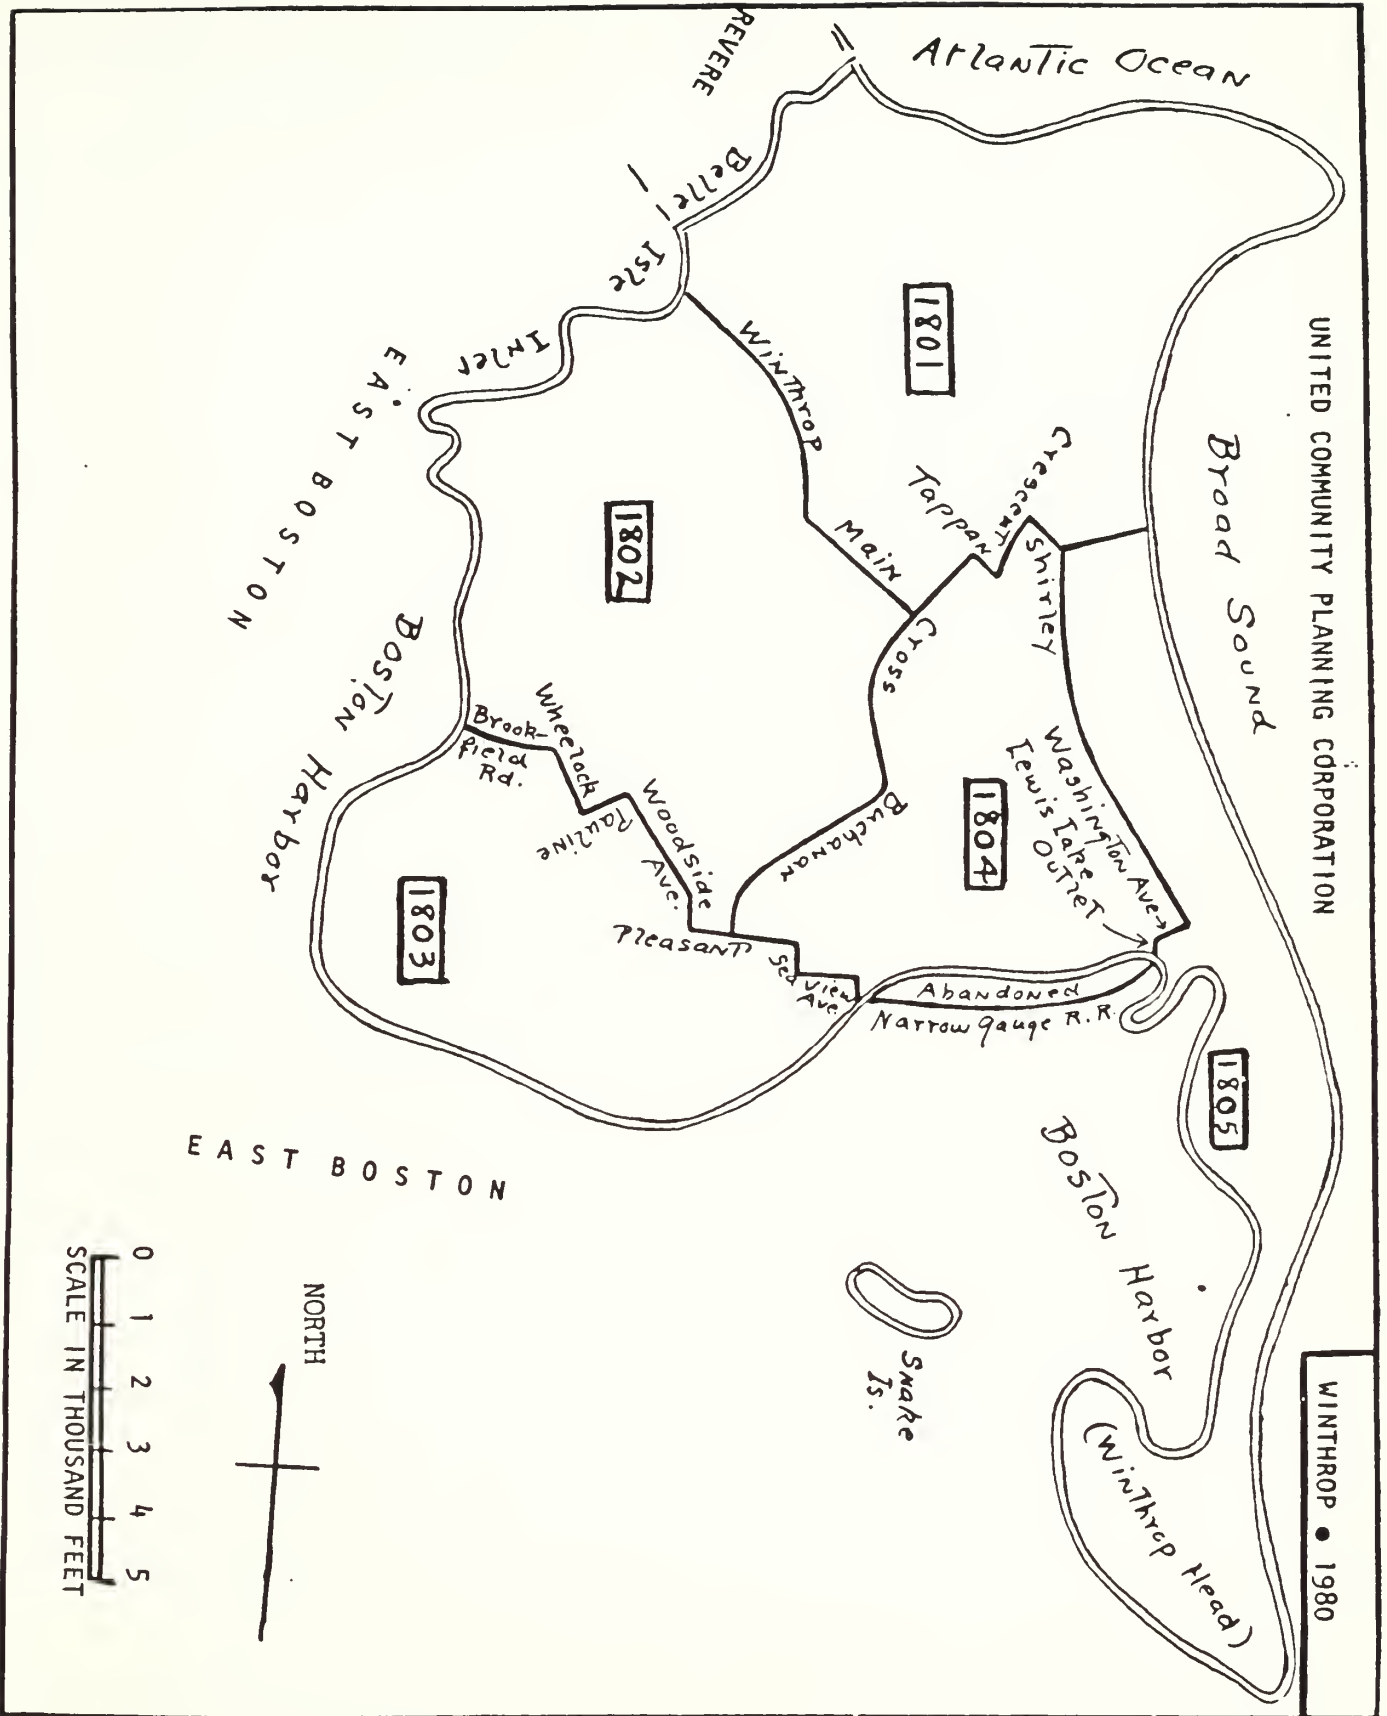 UNITED COMMUNITY PLANNING CORPORATION
WINTHROP • 1980
Atlantic Ocean
REVERE
Belle
Isle
Inlet
Broad Sound
1801
Winthrop
Crescent
Tappan
Main
Shirley
EAST BOSTON
1802
Cross
Boston Harbor
Washington Ave→
Lewis Lake
Outlet
1804
Brook-
field
Rd.
Wheelock
Pauline
Woodside
Ave.
Buchanan
Pleasant
Sea View
Ave.
Abandoned
Narrow Gauge R.R.
1803
1805
Boston Harbor
EAST BOSTON
Snake
Is.
(Winthrop Head)
NORTH
0 1 2 3 4 5
SCALE IN THOUSAND FEET